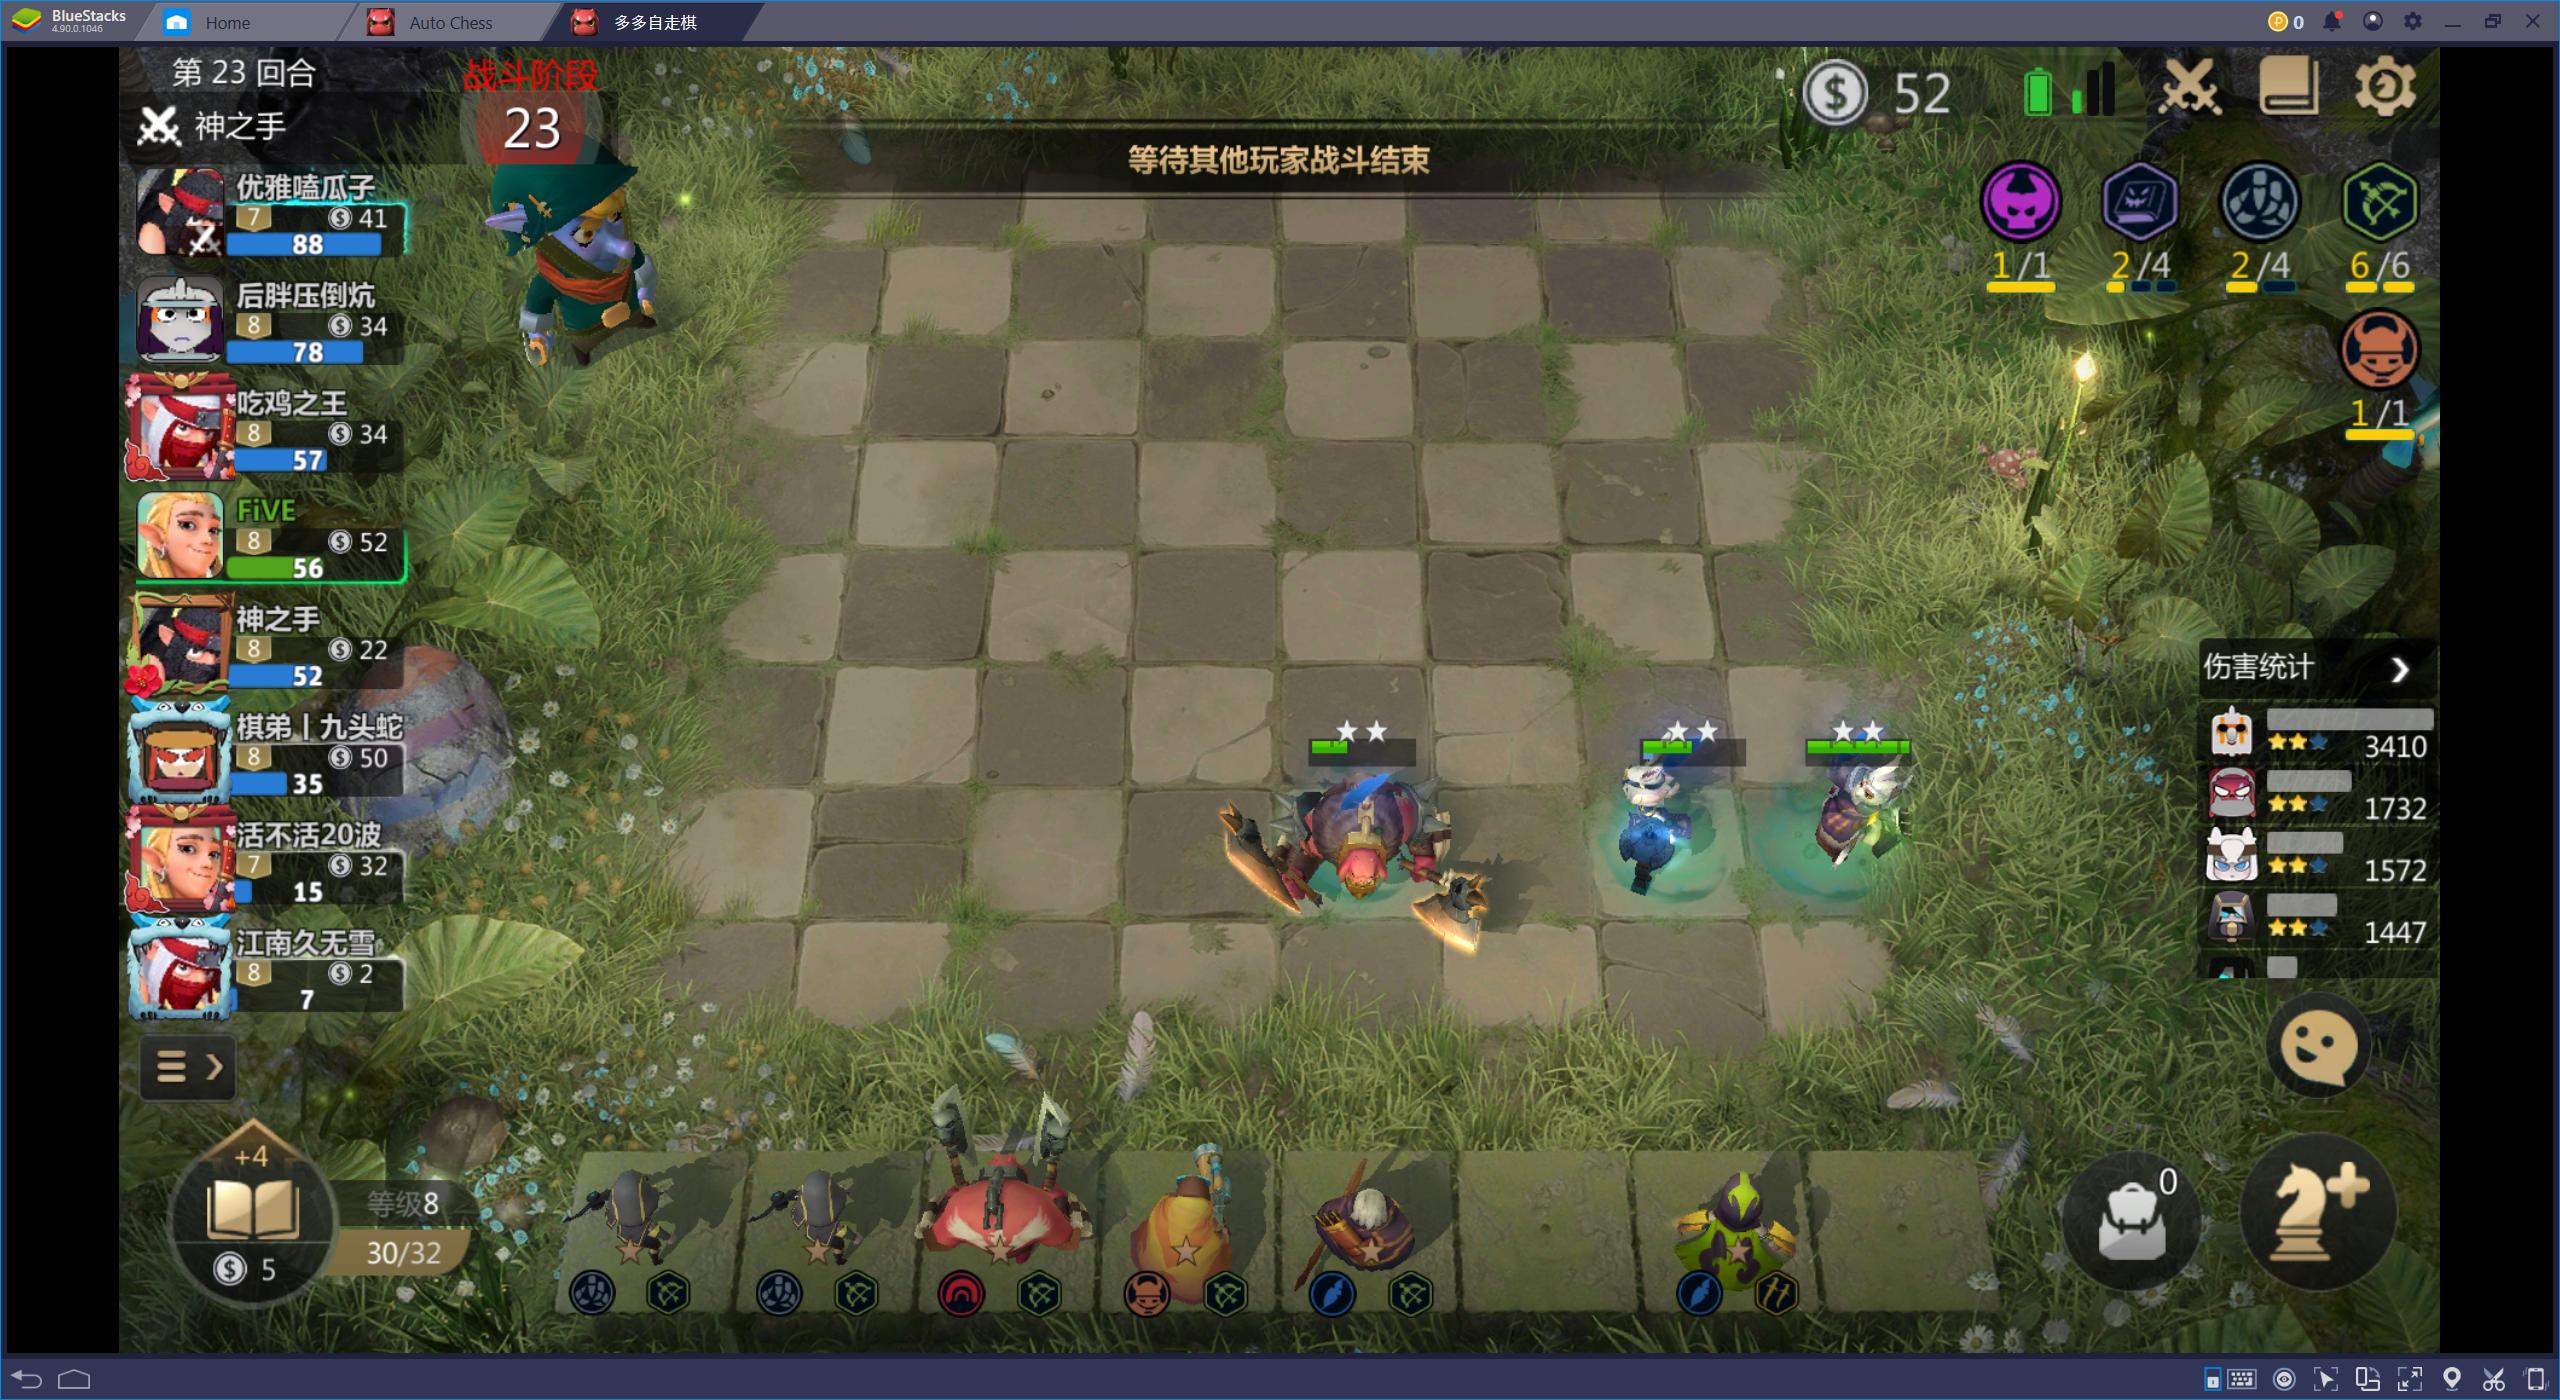 BlueStacks
4.90.0.1046
Home
Auto Chess
多多自走棋
0
第 23 回合
战斗阶段
23
神之手
52
等待其他玩家战斗结束
1/1
2/4
2/4
6/6
1/1
优雅嗑瓜子
7 $ 41
88
后胖压倒炕
8 $ 34
78
吃鸡之王
8 $ 34
57
FiVE
8 $ 52
56
神之手
8 $ 22
52
棋弟丨九头蛇
8 $ 50
35
活不活20波
7 $ 32
15
江南久无雪
8 $ 2
7
伤害统计
3410
1732
1572
1447
+4
等级8
30/32
$ 5
0